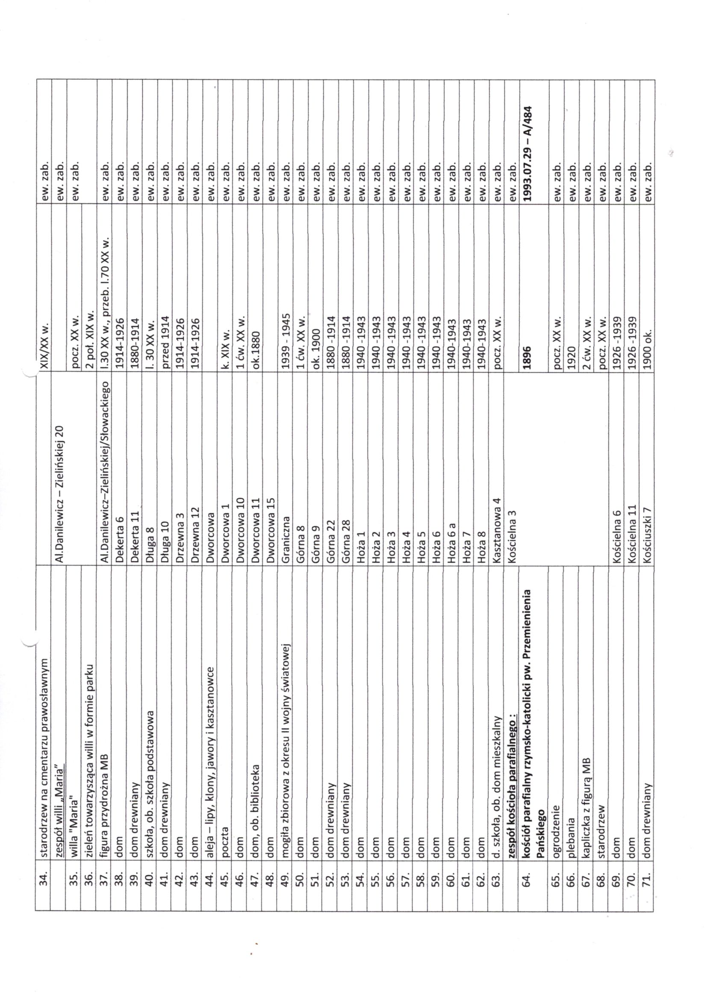 34. starodrzew na cmentarzu prawosławnym XIX/XX w. ew. zab.
zespół willi „Maria” Al.Danilewicz – Zielińskiej 20 ew. zab.
35. willa "Maria" pocz. XX w. ew. zab.
36. zieleń towarzysząca willi w formie parku 2 poł. XIX w.
37. figura przydrożna MB Al.Danilewicz–Zielińskiej/Słowackiego l.30 XX w., przeb. l.70 XX w. ew. zab.
38. dom Dekerta 6 1914-1926 ew. zab.
39. dom drewniany Dekerta 11 1880-1914 ew. zab.
40. szkoła, ob. szkoła podstawowa Długa 8 l. 30 XX w. ew. zab.
41. dom drewniany Długa 10 przed 1914 ew. zab.
42. dom Drzewna 3 1914-1926 ew. zab.
43. dom Drzewna 12 1914-1926 ew. zab.
44. aleja – lipy, klony, jawory i kasztanowce Dworcowa ew. zab.
45. poczta Dworcowa 1 k. XIX w. ew. zab.
46. dom Dworcowa 10 1 ćw. XX w. ew. zab.
47. dom, ob. biblioteka Dworcowa 11 ok.1880 ew. zab.
48. dom Dworcowa 15 ew. zab.
49. mogiła zbiorowa z okresu II wojny światowej Graniczna 1939 - 1945 ew. zab.
50. dom Górna 8 1 ćw. XX w. ew. zab.
51. dom Górna 9 ok. 1900 ew. zab.
52. dom drewniany Górna 22 1880 -1914 ew. zab.
53. dom drewniany Górna 28 1880 -1914 ew. zab.
54. dom Hoża 1 1940 -1943 ew. zab.
55. dom Hoża 2 1940 -1943 ew. zab.
56. dom Hoża 3 1940 -1943 ew. zab.
57. dom Hoża 4 1940 -1943 ew. zab.
58. dom Hoża 5 1940 -1943 ew. zab.
59. dom Hoża 6 1940 -1943 ew. zab.
60. dom Hoża 6 a 1940-1943 ew. zab.
61. dom Hoża 7 1940-1943 ew. zab.
62. dom Hoża 8 1940-1943 ew. zab.
63. d. szkoła, ob. dom mieszkalny Kasztanowa 4 pocz. XX w. ew. zab.
zespół kościoła parafialnego : Kościelna 3 ew. zab.
64. kościół parafialny rzymsko-katolicki pw. Przemienienia 1896 1993.07.29 – A/484
Pańskiego
65. ogrodzenie pocz. XX w. ew. zab.
66. plebania 1920 ew. zab.
67. kapliczka z figurą MB 2 ćw. XX w. ew. zab.
68. starodrzew pocz. XX w. ew. zab.
69. dom Kościelna 6 1926 -1939 ew. zab.
70. dom Kościelna 11 1926 -1939 ew. zab.
71. dom drewniany Kościuszki 7 1900 ok. ew. zab.